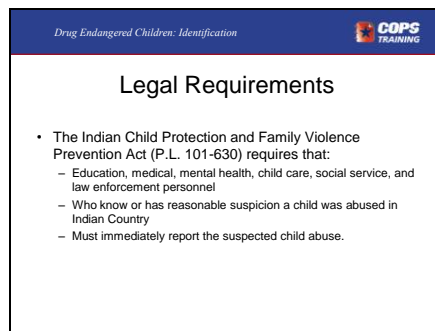 Drug Endangered Children: Identification
COPS
TRAINING
Legal Requirements
• The Indian Child Protection and Family Violence
Prevention Act (P.L. 101-630) requires that:
– Education, medical, mental health, child care, social service, and
law enforcement personnel
– Who know or has reasonable suspicion a child was abused in
Indian Country
– Must immediately report the suspected child abuse.